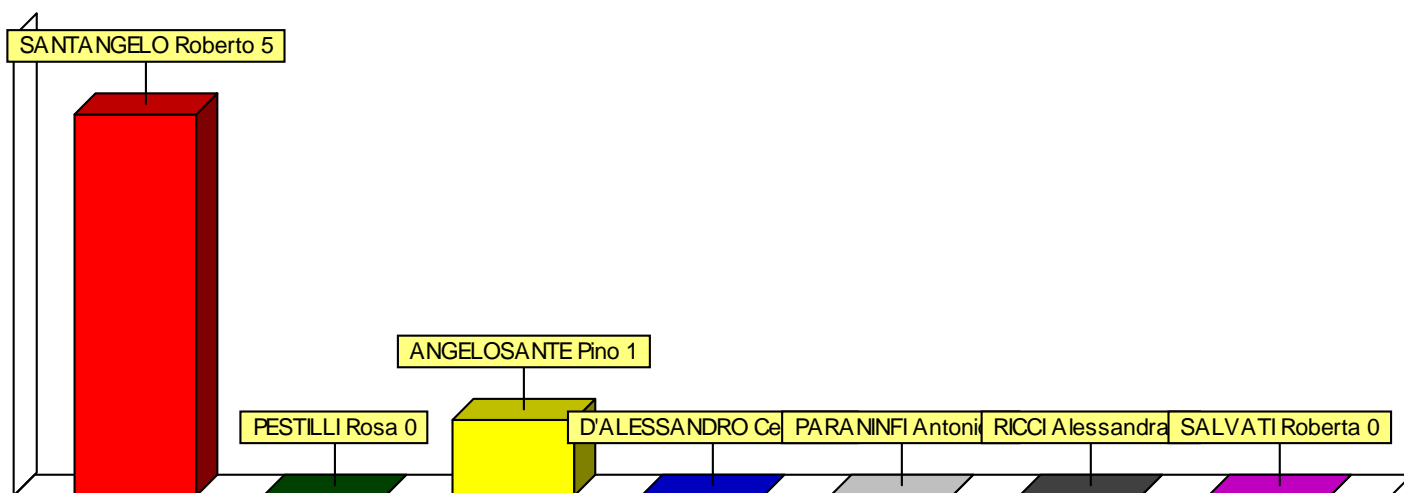 SANTANGELO Roberto 5
PESTILLI Rosa 0
ANGELOSANTE Pino 1
D'ALESSANDRO
PARANINFI
RICCI Alessandra
SALVATI Roberta 0